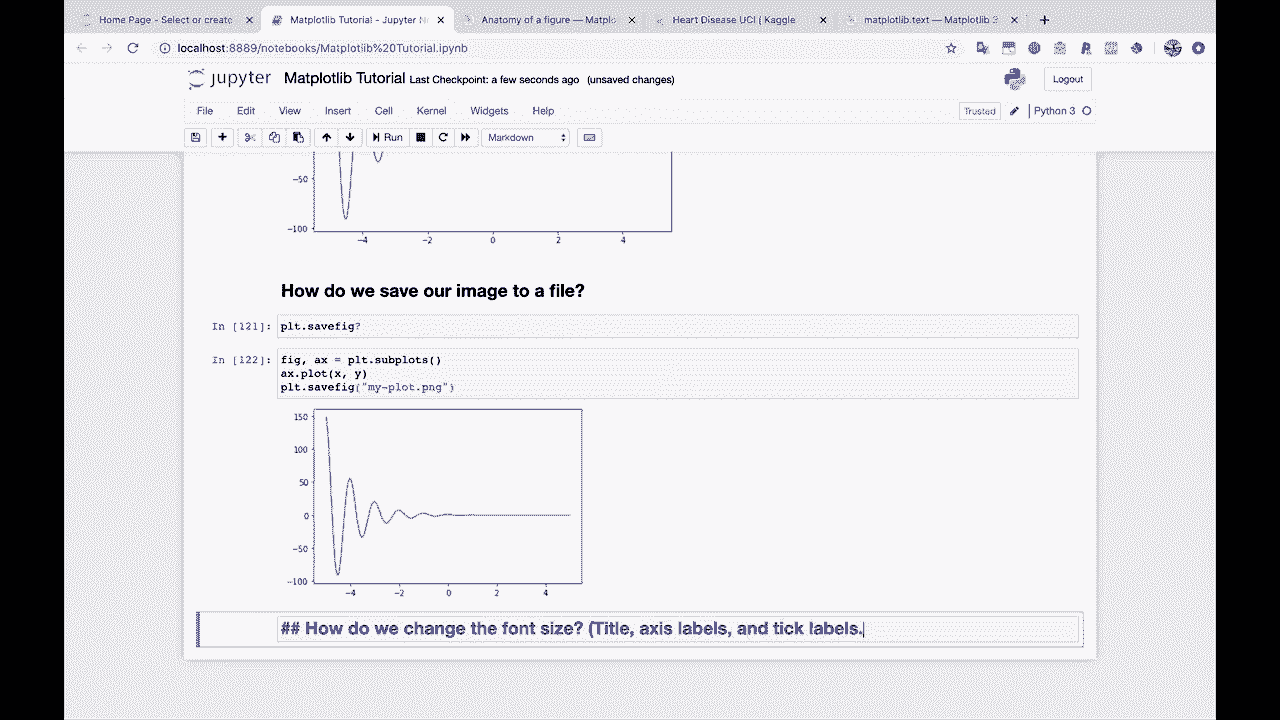 Home Page - Select or create
Matplotlib Tutorial - Jupyter N
Anatomy of a figure — Matplo
Heart Disease UCI | Kaggle
matplotlib.text — Matplotlib 3
localhost:8889/notebooks/Matplotlib%20Tutorial.ipynb
jupyter Matplotlib Tutorial Last Checkpoint: a few seconds ago (unsaved changes)
Logout
File Edit View Insert Cell Kernel Widgets Help
Trusted Python 3
Run Markdown
-50
-100
-4 -2 0 2 4
How do we save our image to a file?
In [121]: plt.savefig?
In [122]: fig, ax = plt.subplots()
ax.plot(x, y)
plt.savefig("my-plot.png")
150
100
50
0
-50
-100
-4 -2 0 2 4
## How do we change the font size? (Title, axis labels, and tick labels.